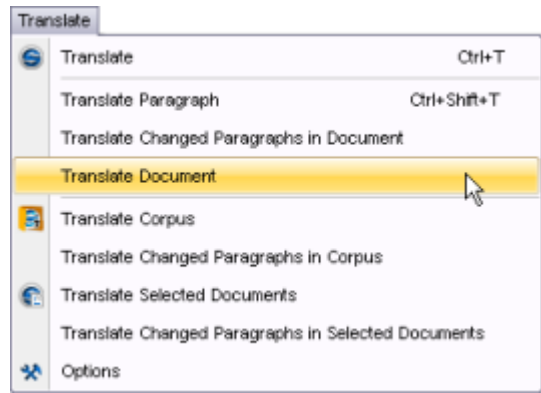 Translate
Translate Ctrl+T
Translate Paragraph Ctrl+Shift+T
Translate Changed Paragraphs in Document
Translate Document
Translate Corpus
Translate Changed Paragraphs in Corpus
Translate Selected Documents
Translate Changed Paragraphs in Selected Documents
Options